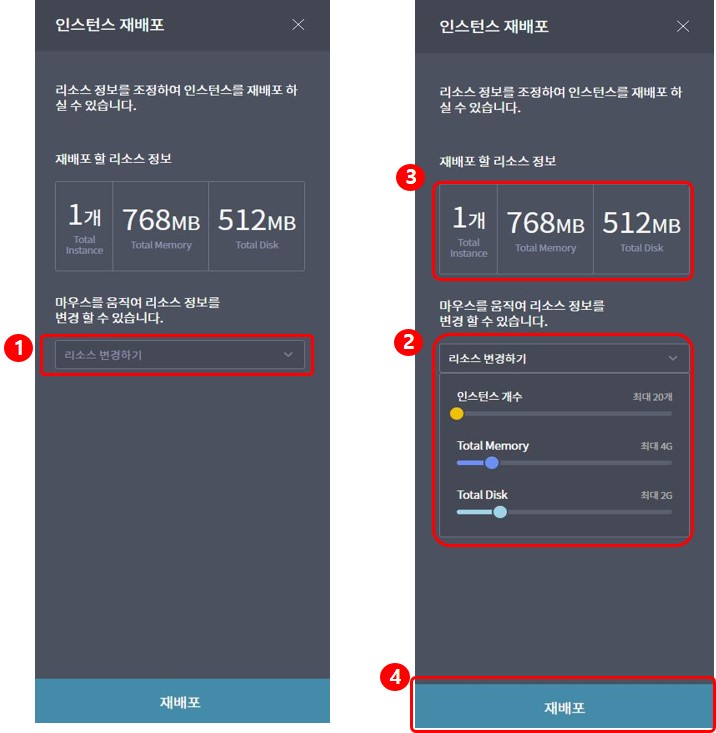 인스턴스 재배포
리소스 정보를 조정하여 인스턴스를 재배포 하
실 수 있습니다.
재배포 할 리소스 정보
1개 768MB 512MB
Total Instance Total Memory Total Disk
마우스를 움직여 리소스 정보를
변경 할 수 있습니다.
1
리소스 변경하기
재배포
인스턴스 재배포
리소스 정보를 조정하여 인스턴스를 재배포 하
실 수 있습니다.
재배포 할 리소스 정보
3
1개 768MB 512MB
Total Instance Total Memory Total Disk
마우스를 움직여 리소스 정보를
변경 할 수 있습니다.
2
리소스 변경하기
인스턴스 개수 최대 20개
Total Memory 최대 4G
Total Disk 최대 2G
4
재배포